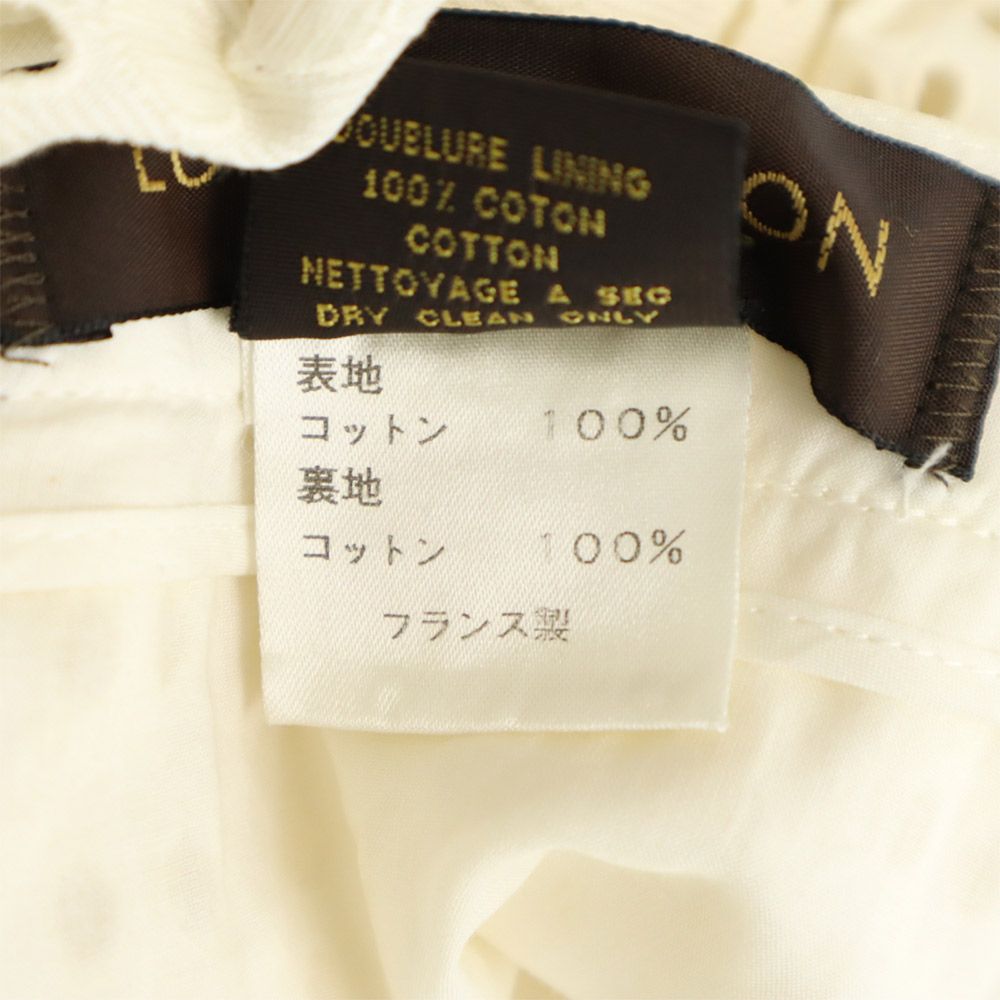 LO ON
DOUBLURE LINING
100% COTON
COTTON
NETTOYAGE A SEC
DRY CLEAN ONLY
表地
コットン 100%
裏地
コットン 100%
フランス製